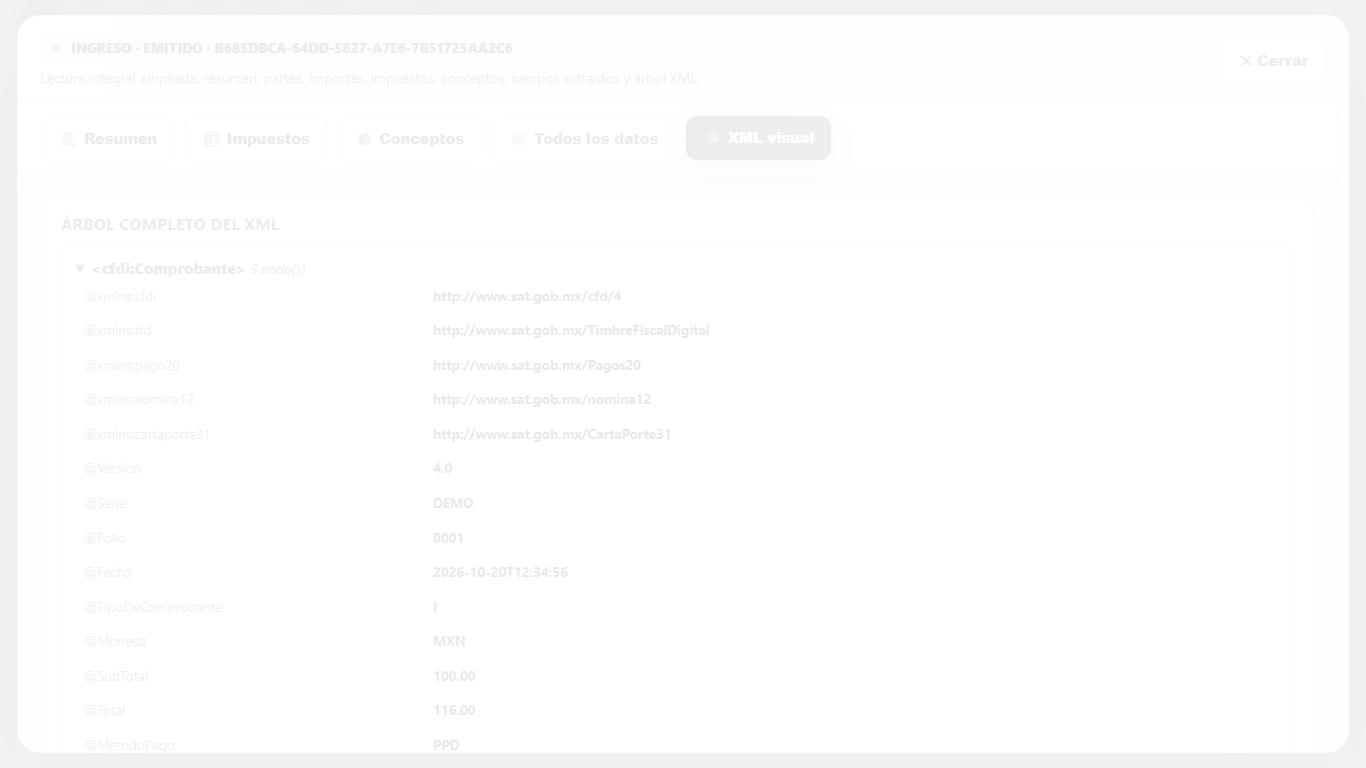 INGRESO · EMITIDO · B685DBCA-64DD-5827-A7E6-7B51725AA2C6
Lectura integral ampliada: resumen, partes, importes, impuestos, conceptos, campos extraídos y árbol XML.
× Cerrar
Resumen
Impuestos
Conceptos
Todos los datos
XML visual
ÁRBOL COMPLETO DEL XML
▼ <cfdi:Comprobante> 5 nodo(s)
@xmlns:cfdi http://www.sat.gob.mx/cfd/4
@xmlns:tfd http://www.sat.gob.mx/TimbreFiscalDigital
@xmlns:pago20 http://www.sat.gob.mx/Pagos20
@xmlns:nomina12 http://www.sat.gob.mx/nomina12
@xmlns:cartaporte31 http://www.sat.gob.mx/CartaPorte31
@Version 4.0
@Serie DEMO
@Folio 0001
@Fecha 2026-10-20T12:34:56
@TipoDeComprobante I
@Moneda MXN
@SubTotal 100.00
@Total 116.00
@MetodoPago PPD